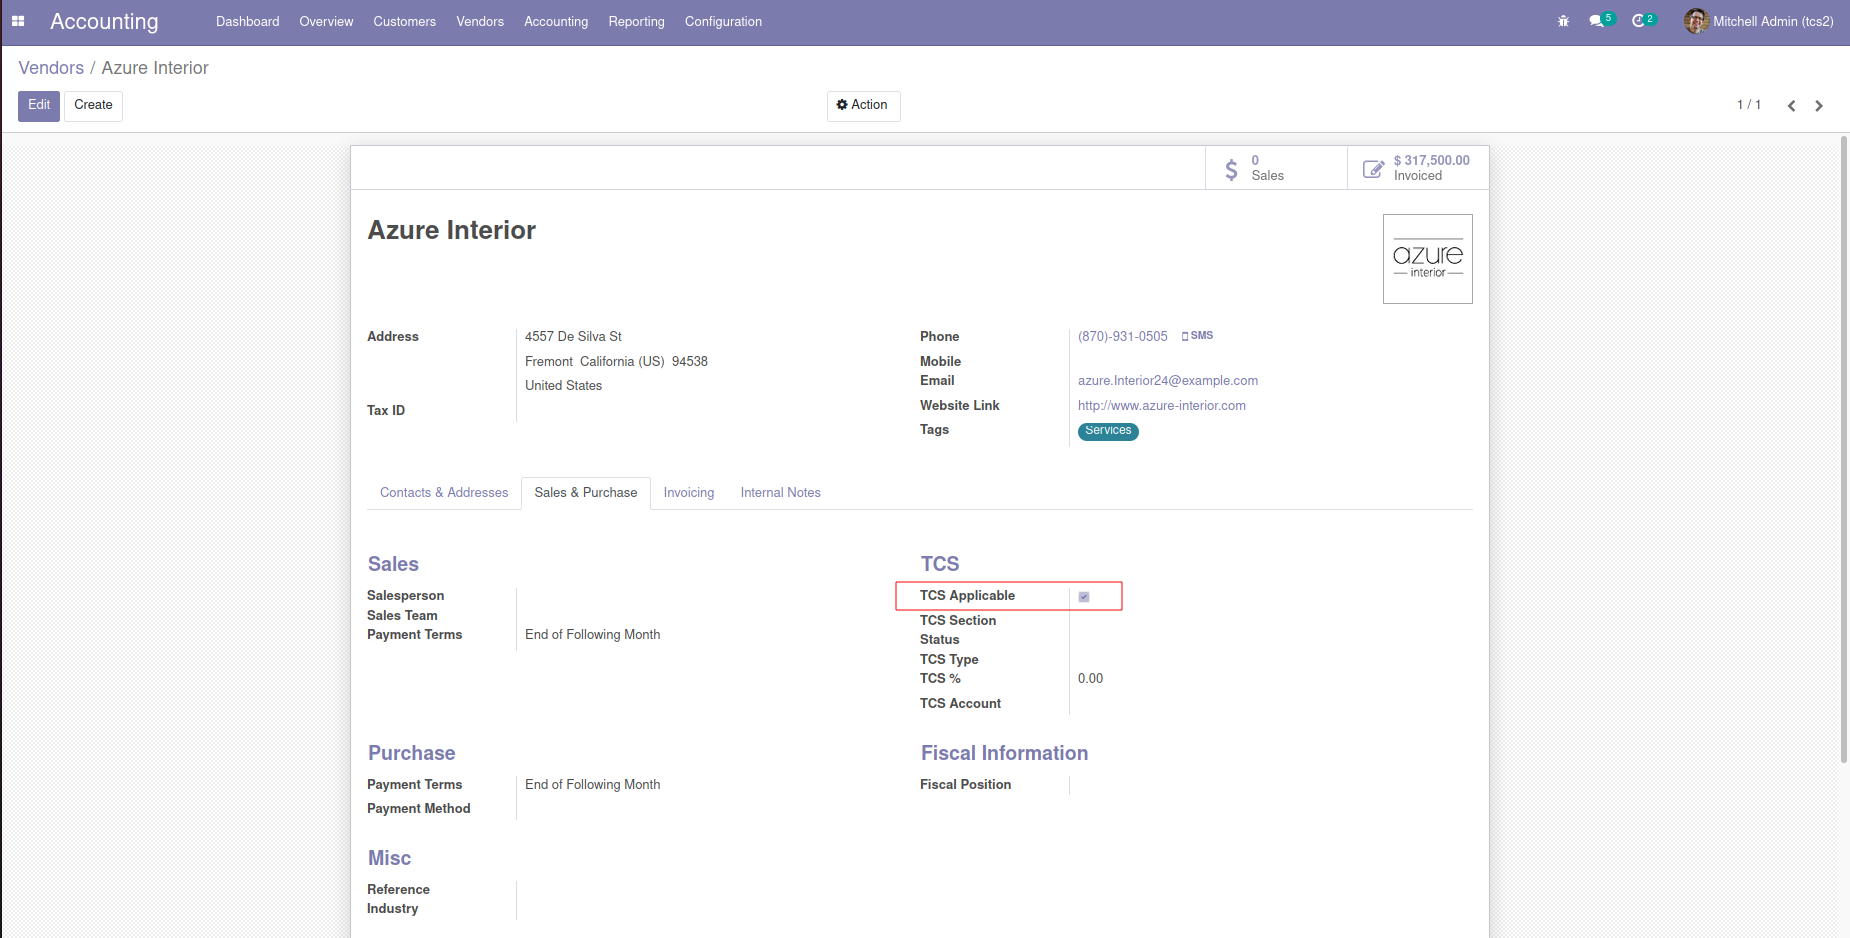 Accounting Dashboard Overview Customers Vendors Accounting Reporting Configuration 5 2 Mitchell Admin (tcs2)
Vendors / Azure Interior
Edit Create Action 1 / 1
0
Sales
$ 317,500.00
Invoiced
Azure Interior
azure
interior
Address 4557 De Silva St
Fremont California (US) 94538
United States
Tax ID
Phone (870)-931-0505 SMS
Mobile
Email azure.Interior24@example.com
Website Link http://www.azure-interior.com
Tags Services
Contacts & Addresses Sales & Purchase Invoicing Internal Notes
Sales
Salesperson
Sales Team
Payment Terms End of Following Month
TCS
TCS Applicable
TCS Section
Status
TCS Type
TCS % 0.00
TCS Account
Purchase
Payment Terms End of Following Month
Payment Method
Fiscal Information
Fiscal Position
Misc
Reference
Industry